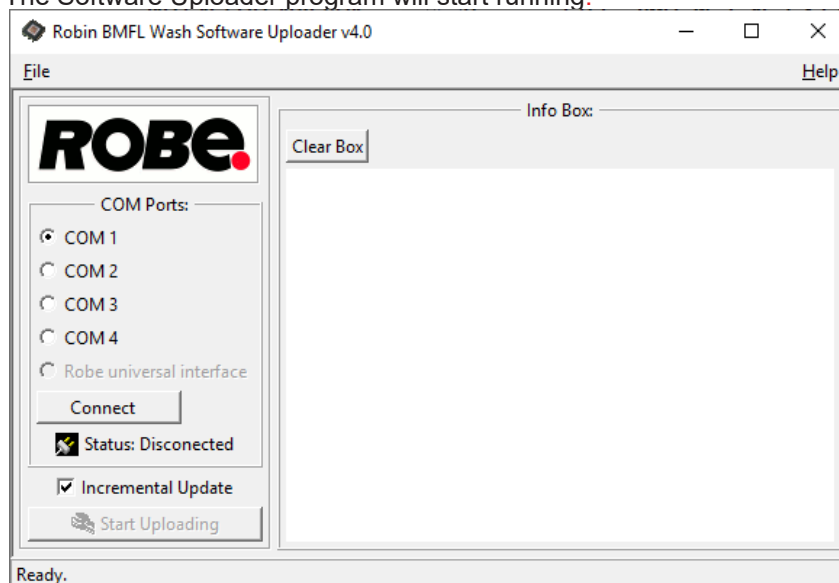 The Software Uploader program will start running.
Robin BMFL Wash Software Uploader v4.0
File
Help
ROBE.
COM Ports:
COM 1
COM 2
COM 3
COM 4
Robe universal interface
Connect
Status: Disconected
Incremental Update
Start Uploading
Info Box:
Clear Box
Ready.